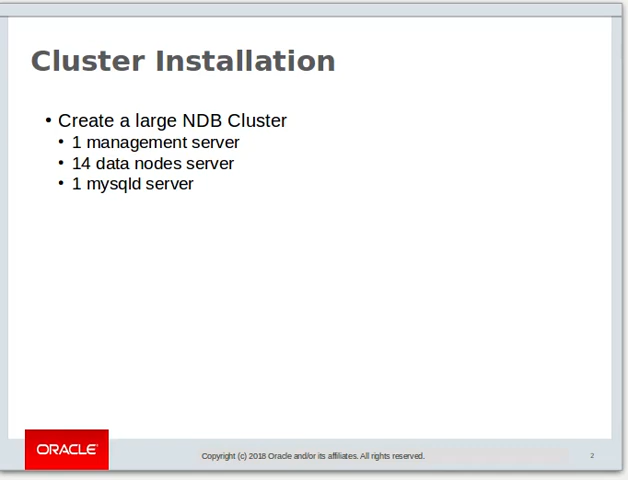 Cluster Installation
• Create a large NDB Cluster
• 1 management server
• 14 data nodes server
• 1 mysqld server
ORACLE
Copyright (c) 2018 Oracle and/or its affiliates. All rights reserved.
2